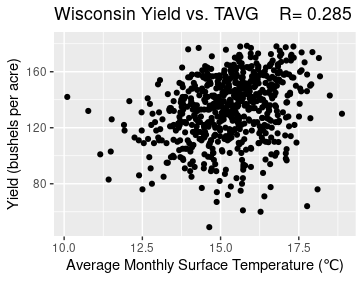 Wisconsin Yield vs. TAVG    R= 0.285
Yield (bushels per acre)
160
120
80
10.0 12.5 15.0 17.5
Average Monthly Surface Temperature (℃)